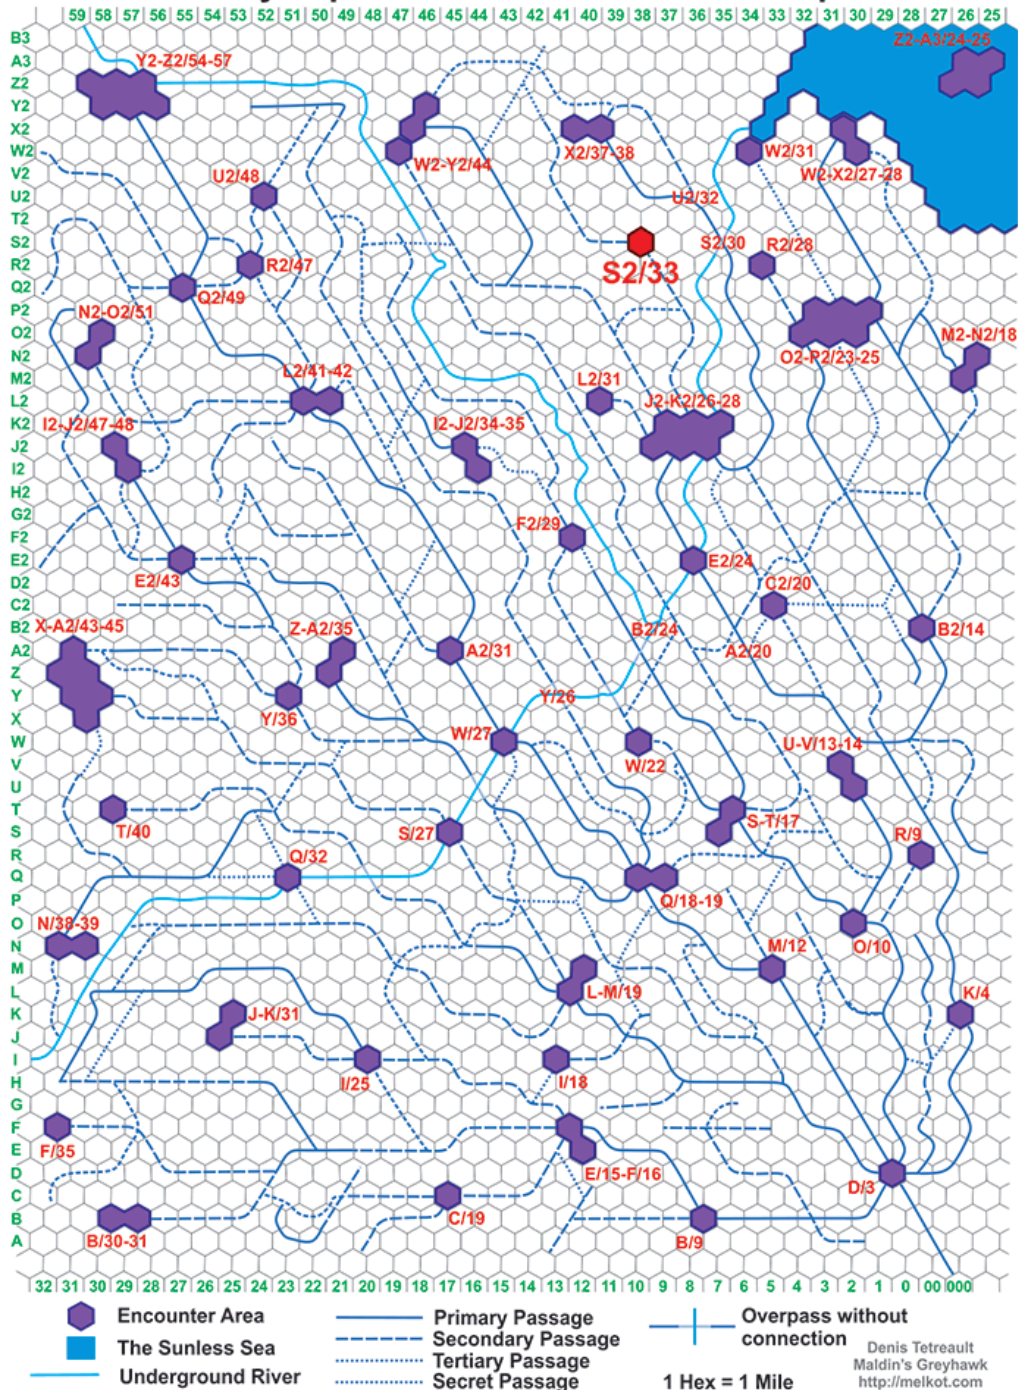 59 58 57 56 55 54 53 52 51 50 49 48 47 46 45 44 43 42 41 40 39 38 37 36 35 34 33 32 31 30 29 28 27 26 25
B3
A3
Z2
Y2
X2
W2
V2
U2
T2
S2
R2
Q2
P2
O2
N2
M2
L2
K2
J2
I2
H2
G2
F2
E2
D2
C2
B2
A2
Z
Y
X
W
V
U
T
S
R
Q
P
O
N
M
L
K
J
I
H
G
F
E
D
C
B
A
Z2-A3/24-25
Y2-Z2/54-57
W2-Y2/44
X2/37-38
W2/31
W2-X2/27-28
U2/48
U2/32
S2/30
R2/28
R2/47
S2/33
Q2/49
N2-O2/51
M2-N2/18
O2-P2/23-25
L2/41-42
L2/31
J2-K2/26-28
I2-J2/47-48
I2-J2/34-35
F2/29
E2/43
E2/24
C2/20
X-A2/43-45
Z-A2/35
B2/24
B2/14
A2/31
A2/20
Y/26
Y/36
W/27
W/22
U-V/13-14
T/40
S/27
S-T/17
R/9
Q/32
Q/18-19
N/38-39
O/10
M/12
L-M/19
K/4
J-K/31
I/25
I/18
F/35
E/15-F/16
D/3
B/30-31
C/19
B/9
32 31 30 29 28 27 26 25 24 23 22 21 20 19 18 17 16 15 14 13 12 11 10 9 8 7 6 5 4 3 2 1 0 00 000
Encounter Area
The Sunless Sea
Underground River
Primary Passage
Secondary Passage
Tertiary Passage
Secret Passage
Overpass without
connection
1 Hex = 1 Mile
Denis Tetreault
Maldin's Greyhawk
http://melkot.com